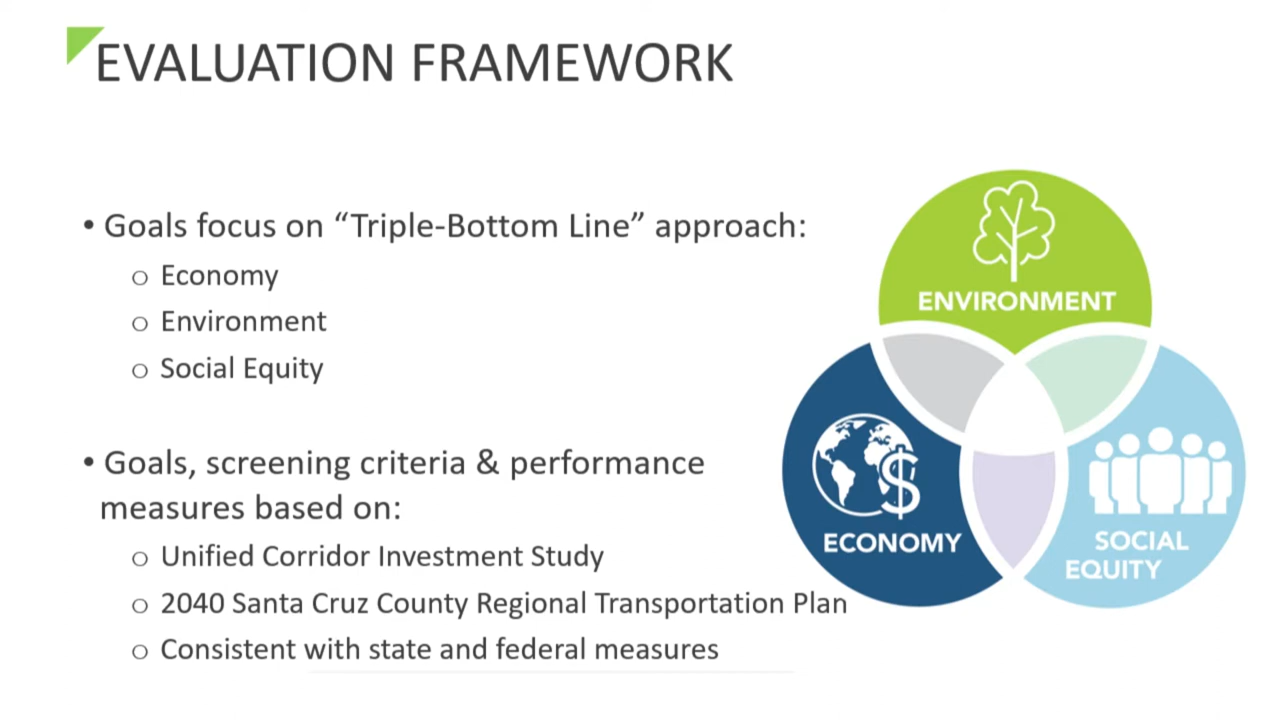 EVALUATION FRAMEWORK
• Goals focus on “Triple-Bottom Line” approach:
o Economy
o Environment
o Social Equity
• Goals, screening criteria & performance
measures based on:
o Unified Corridor Investment Study
o 2040 Santa Cruz County Regional Transportation Plan
o Consistent with state and federal measures
ENVIRONMENT
$
ECONOMY
SOCIAL
EQUITY